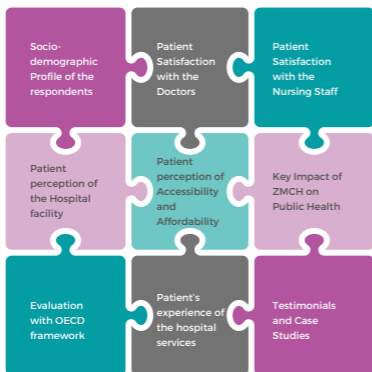 Socio-
demographic
Profile of the
respondents
Patient
Satisfaction
with the
Doctors
Patient
Satisfaction
with the
Nursing Staff
Patient
perception of
the Hospital
facility
Patient
perception of
Accessibility
and
Affordability
Key Impact of
ZMCH on
Public Health
Evaluation
with OECD
framework
Patient's
experience of
the hospital
services
Testimonials
and Case
Studies